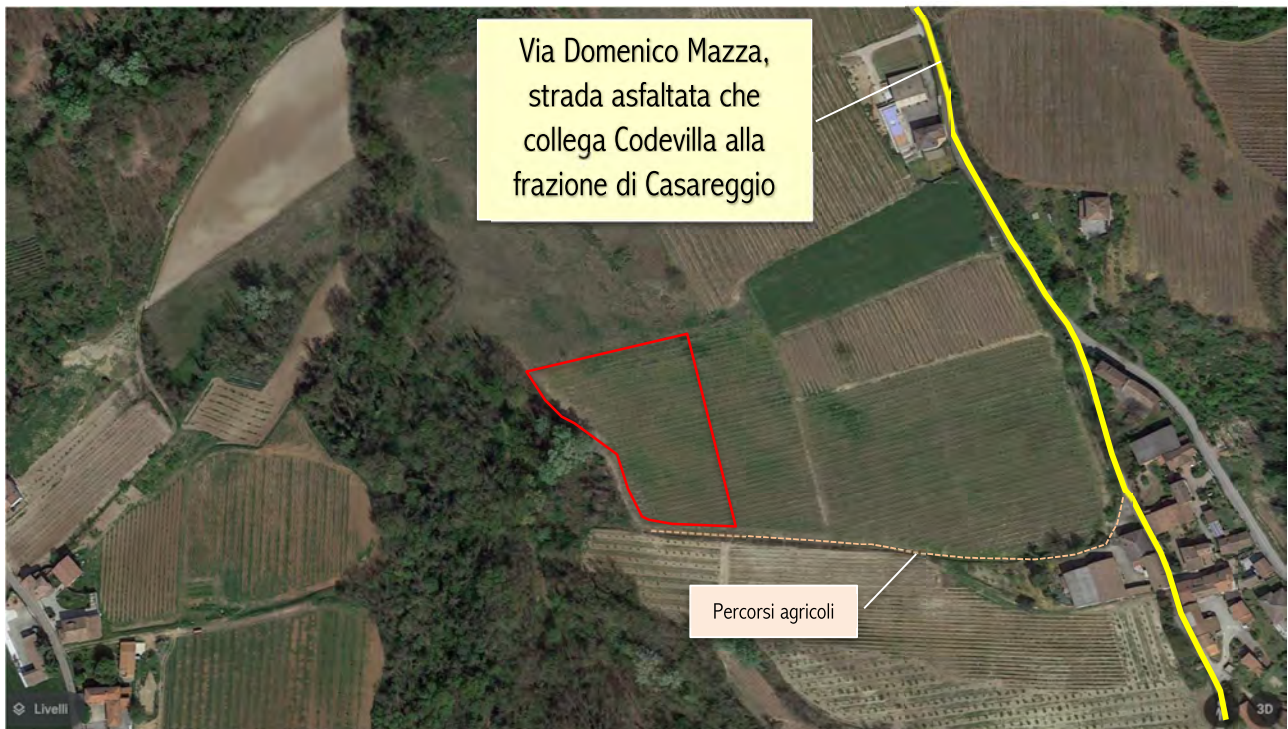 Via Domenico Mazza,
strada asfaltata che
collega Codevilla alla
frazione di Casareggio
Percorsi agricoli
Livelli
3D